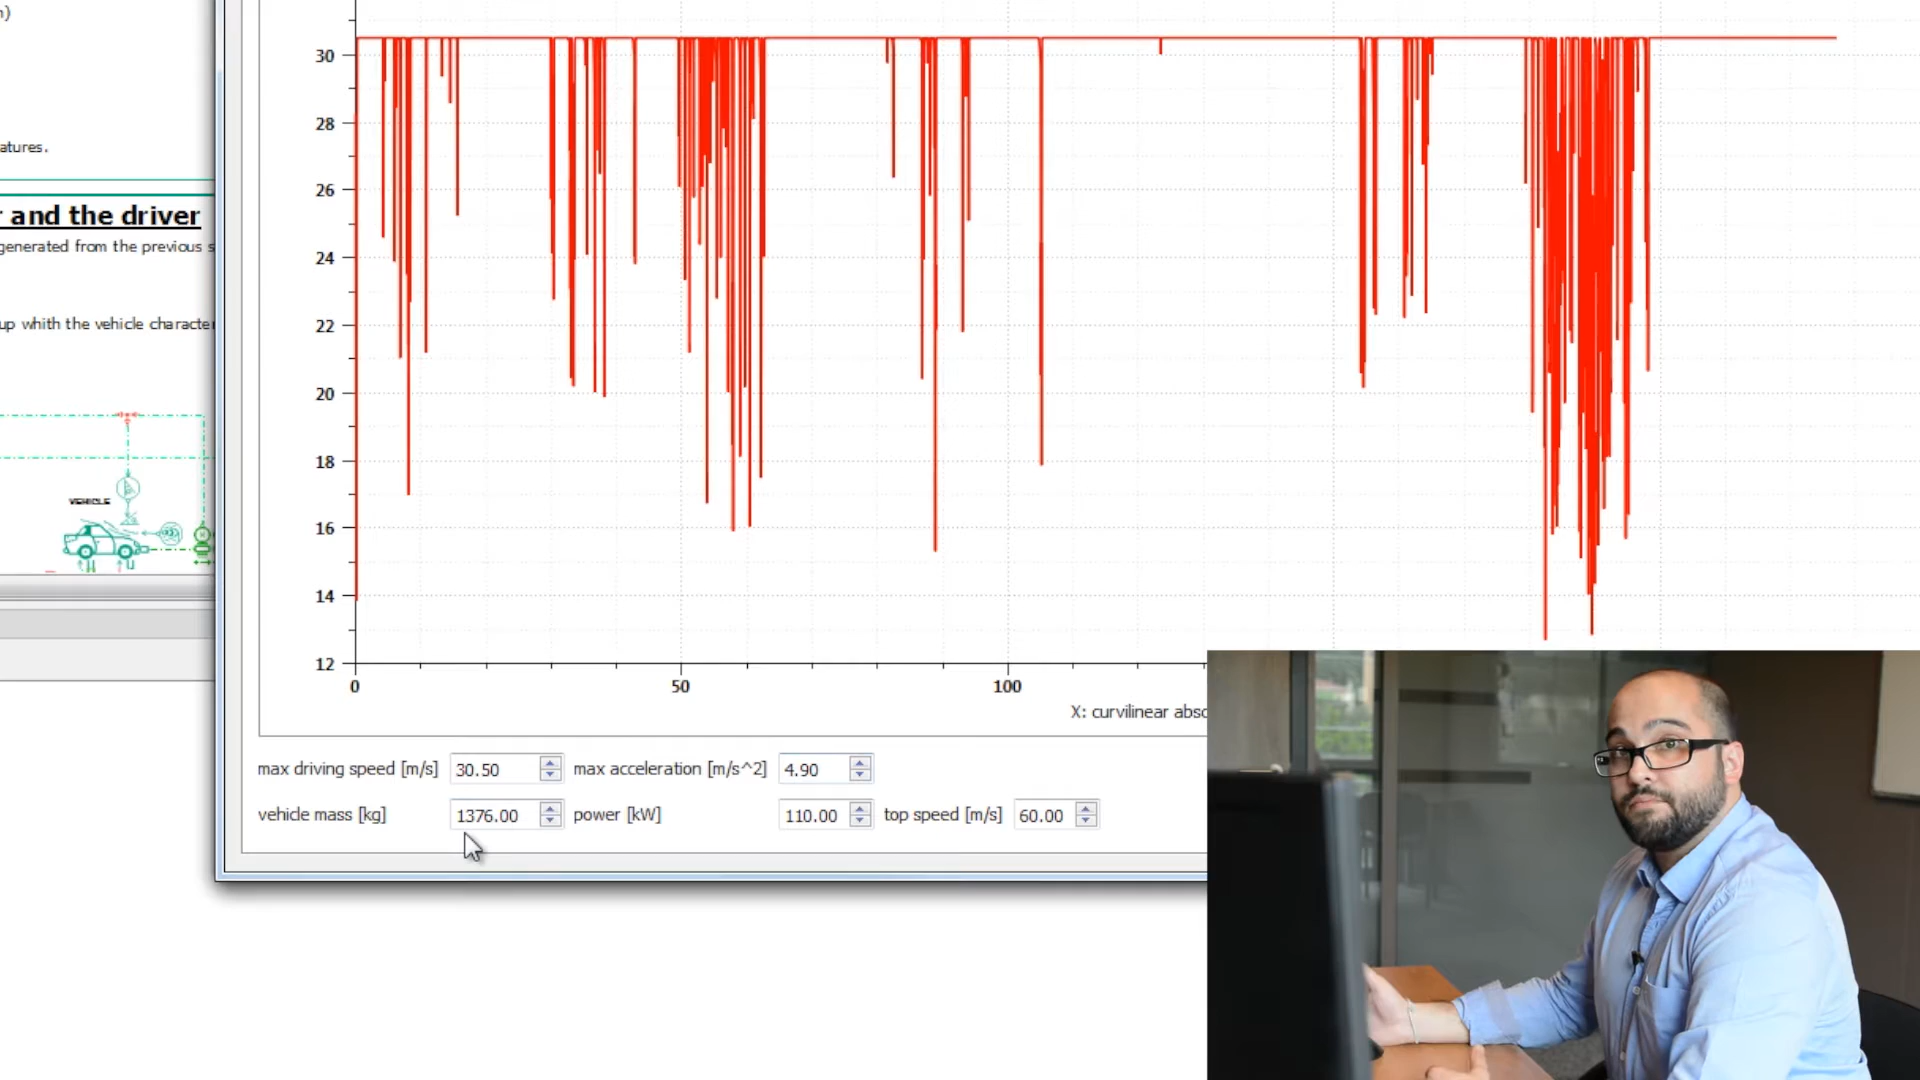 30
28
26
24
22
20
18
16
14
12
0 50 100
X: curvilinear absc
max driving speed [m/s] 30.50 max acceleration [m/s^2] 4.90
vehicle mass [kg] 1376.00 power [kW] 110.00 top speed [m/s] 60.00
)
atures.
r and the driver
generated from the previous s
up whith the vehicle character
VEHICLE